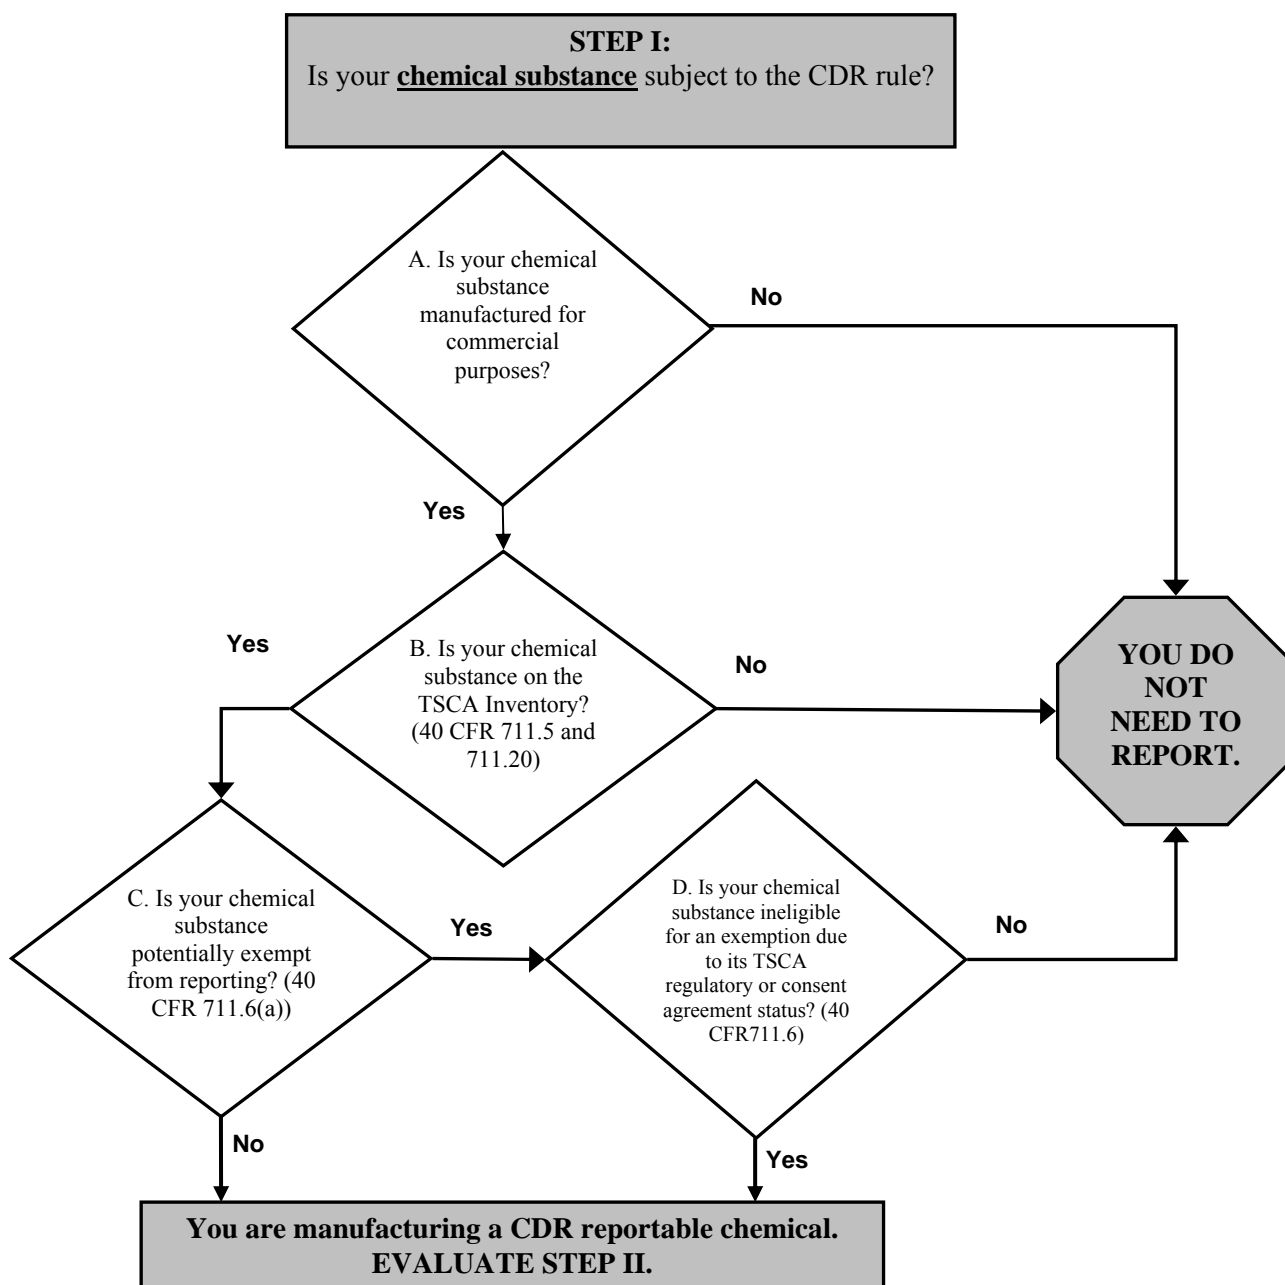 STEP I:
Is your chemical substance subject to the CDR rule?
A. Is your chemical
substance
manufactured for
commercial
purposes?
No
Yes
B. Is your chemical
substance on the
TSCA Inventory?
(40 CFR 711.5 and
711.20)
Yes
No
YOU DO
NOT
NEED TO
REPORT.
C. Is your chemical
substance
potentially exempt
from reporting? (40
CFR 711.6(a))
Yes
D. Is your chemical
substance ineligible
for an exemption due
to its TSCA
regulatory or consent
agreement status? (40
CFR711.6)
No
No
Yes
You are manufacturing a CDR reportable chemical.
EVALUATE STEP II.